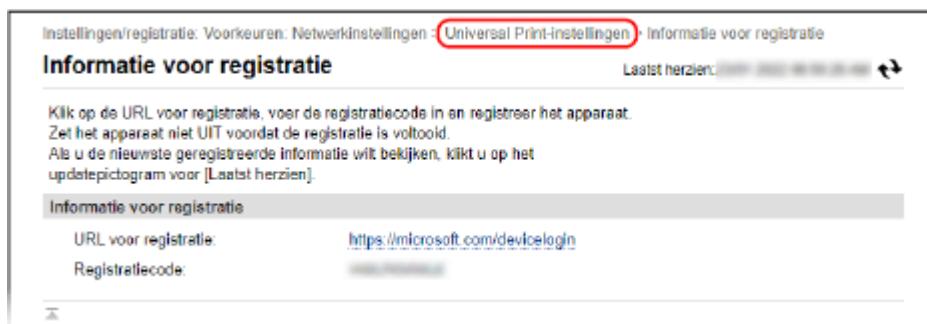 Instellingen/registratie: Voorkeuren: Netwerkinstellingen > Universal Print-instellingen > Informatie voor registratie
Informatie voor registratie
Laatst herzien:
Klik op de URL voor registratie, voer de registratiecode in en registreer het apparaat.
Zet het apparaat niet UIT voordat de registratie is voltooid.
Als u de nieuwste geregistreerde informatie wilt bekijken, klikt u op het
updatepictogram voor [Laatst herzien].
Informatie voor registratie
URL voor registratie: https://microsoft.com/devicelogin
Registratiecode: